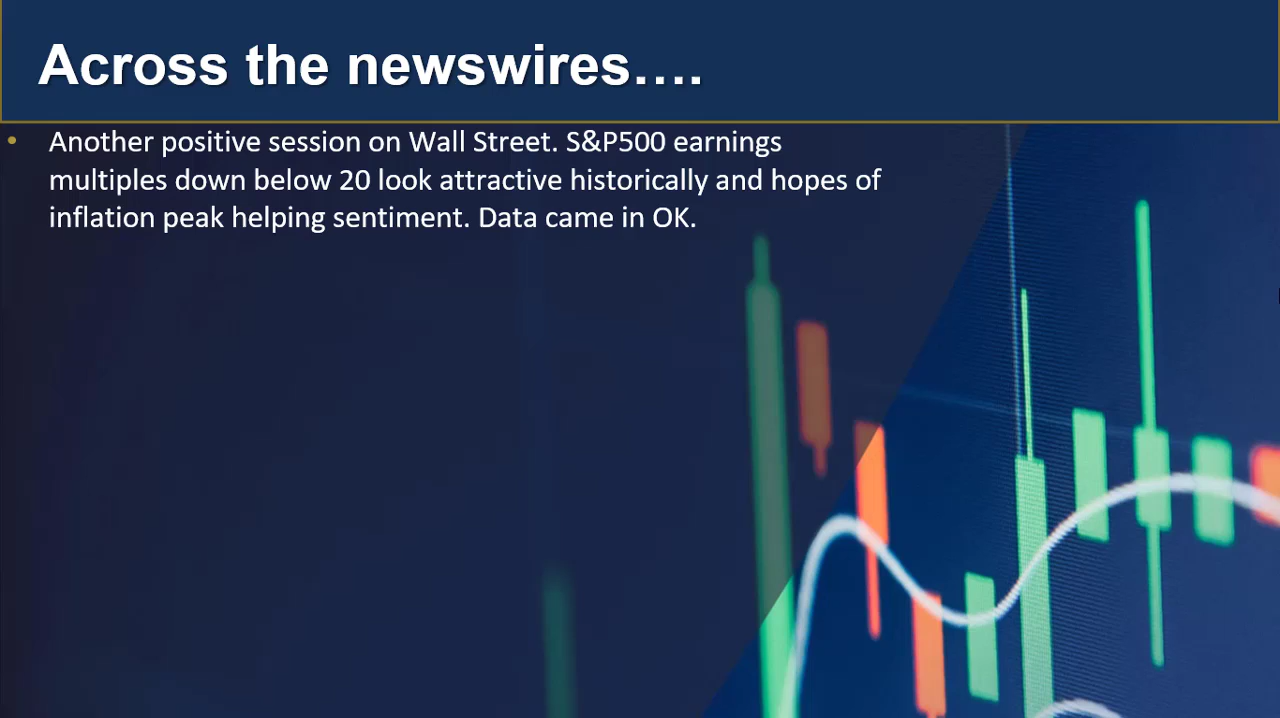 Across the newswires….
• Another positive session on Wall Street. S&P500 earnings
multiples down below 20 look attractive historically and hopes of
inflation peak helping sentiment. Data came in OK.